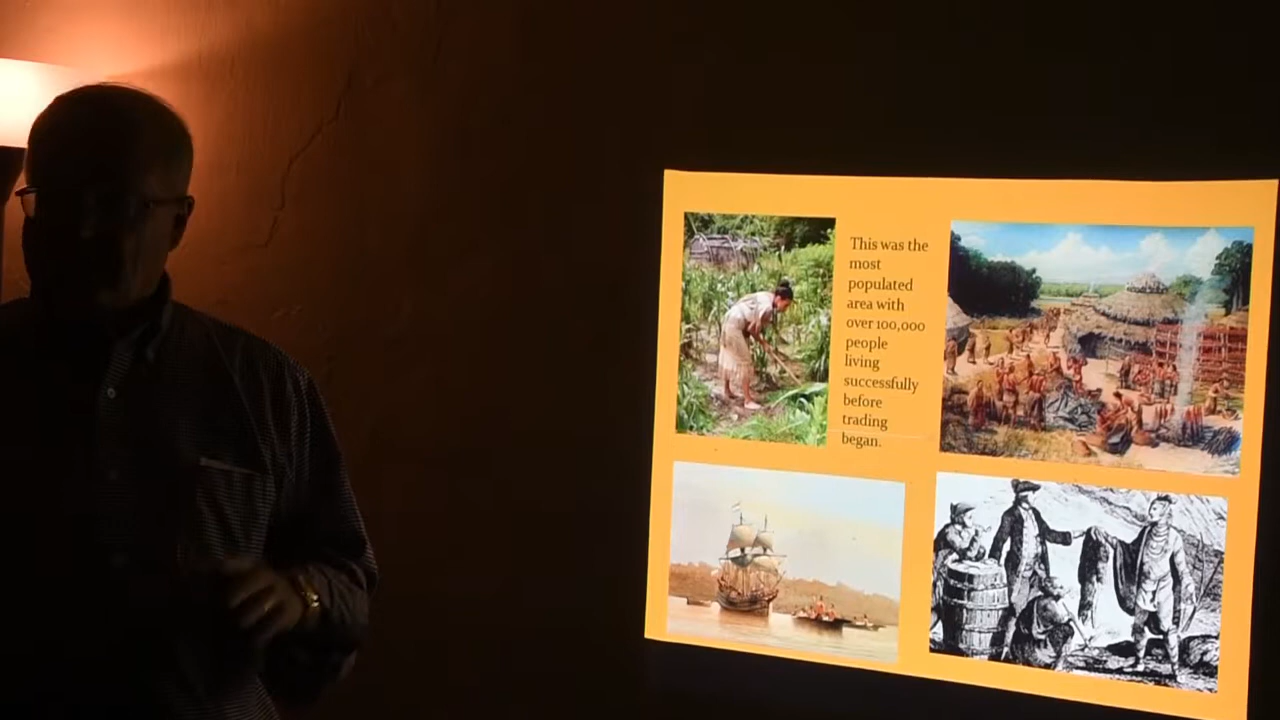 This was the
most
populated
area with
over 100,000
people
living
successfully
before
trading
began.